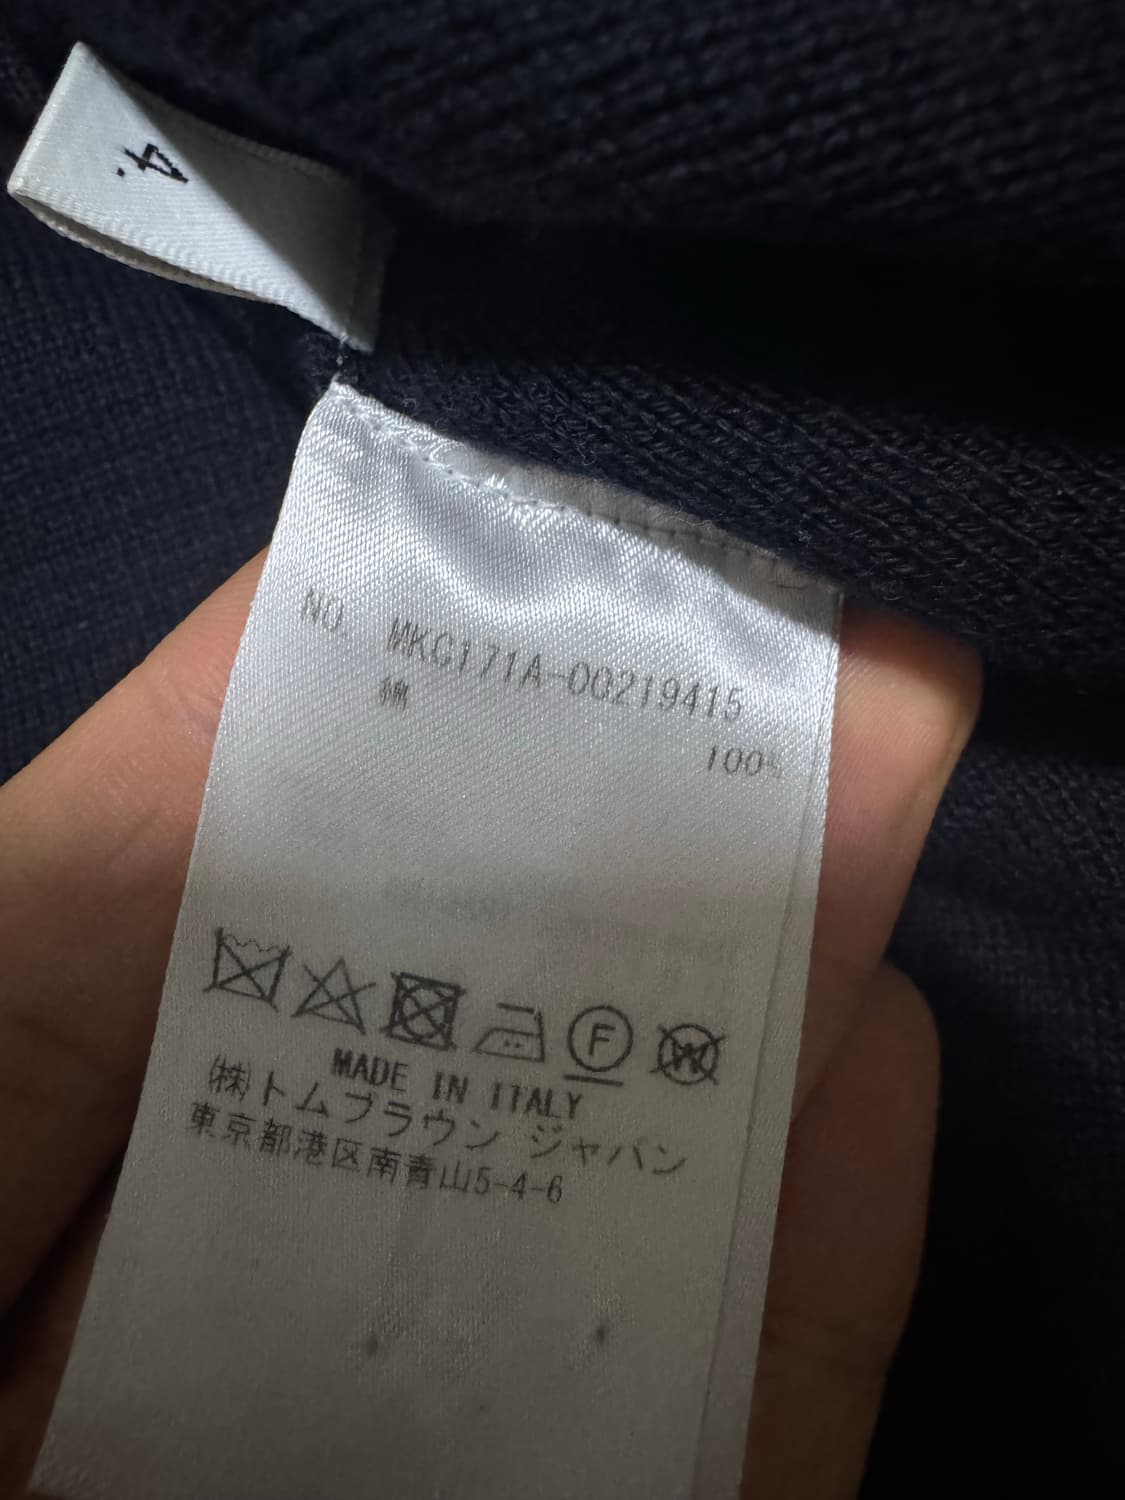 4.
NO. MKC171A-00219415
綿
100%
F
W
MADE IN ITALY
㈱トムブラウン ジャパン
東京都港区南青山5-4-6